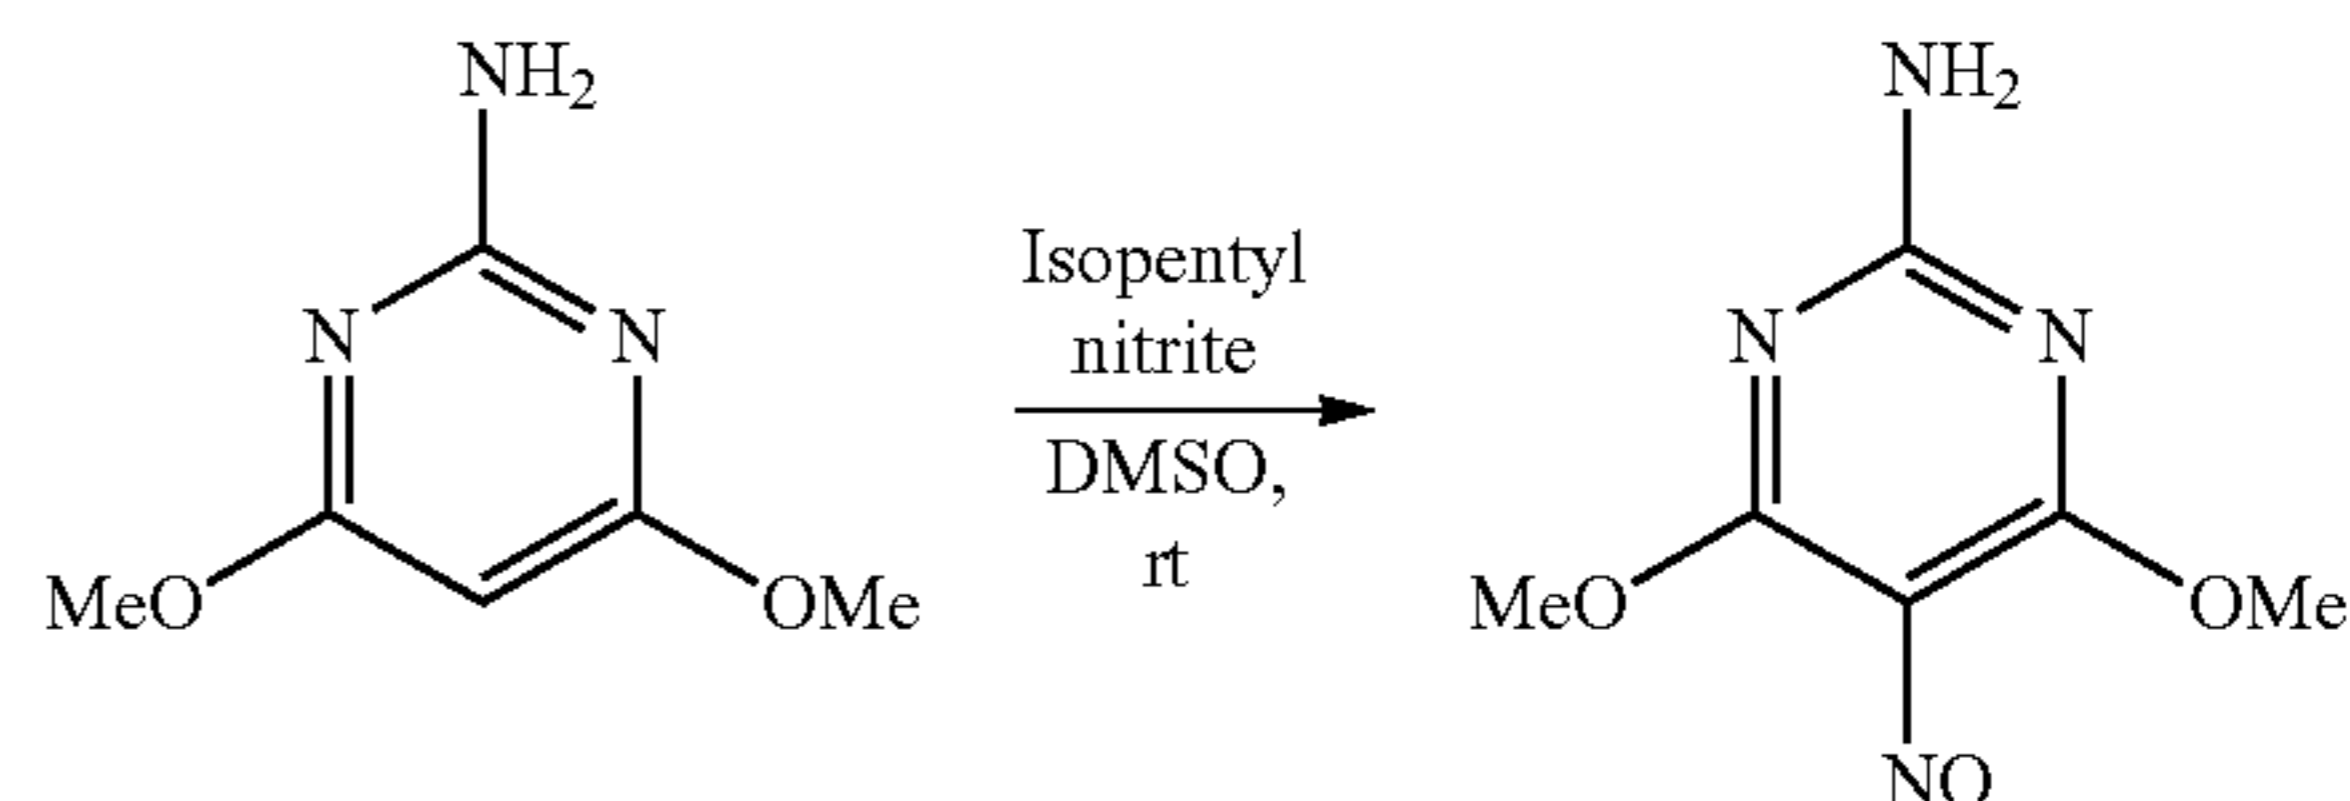 NH2
N
N
MeO
OMe
Isopentyl
nitrite
DMSO,
rt
NH2
N
N
MeO
OMe
NO